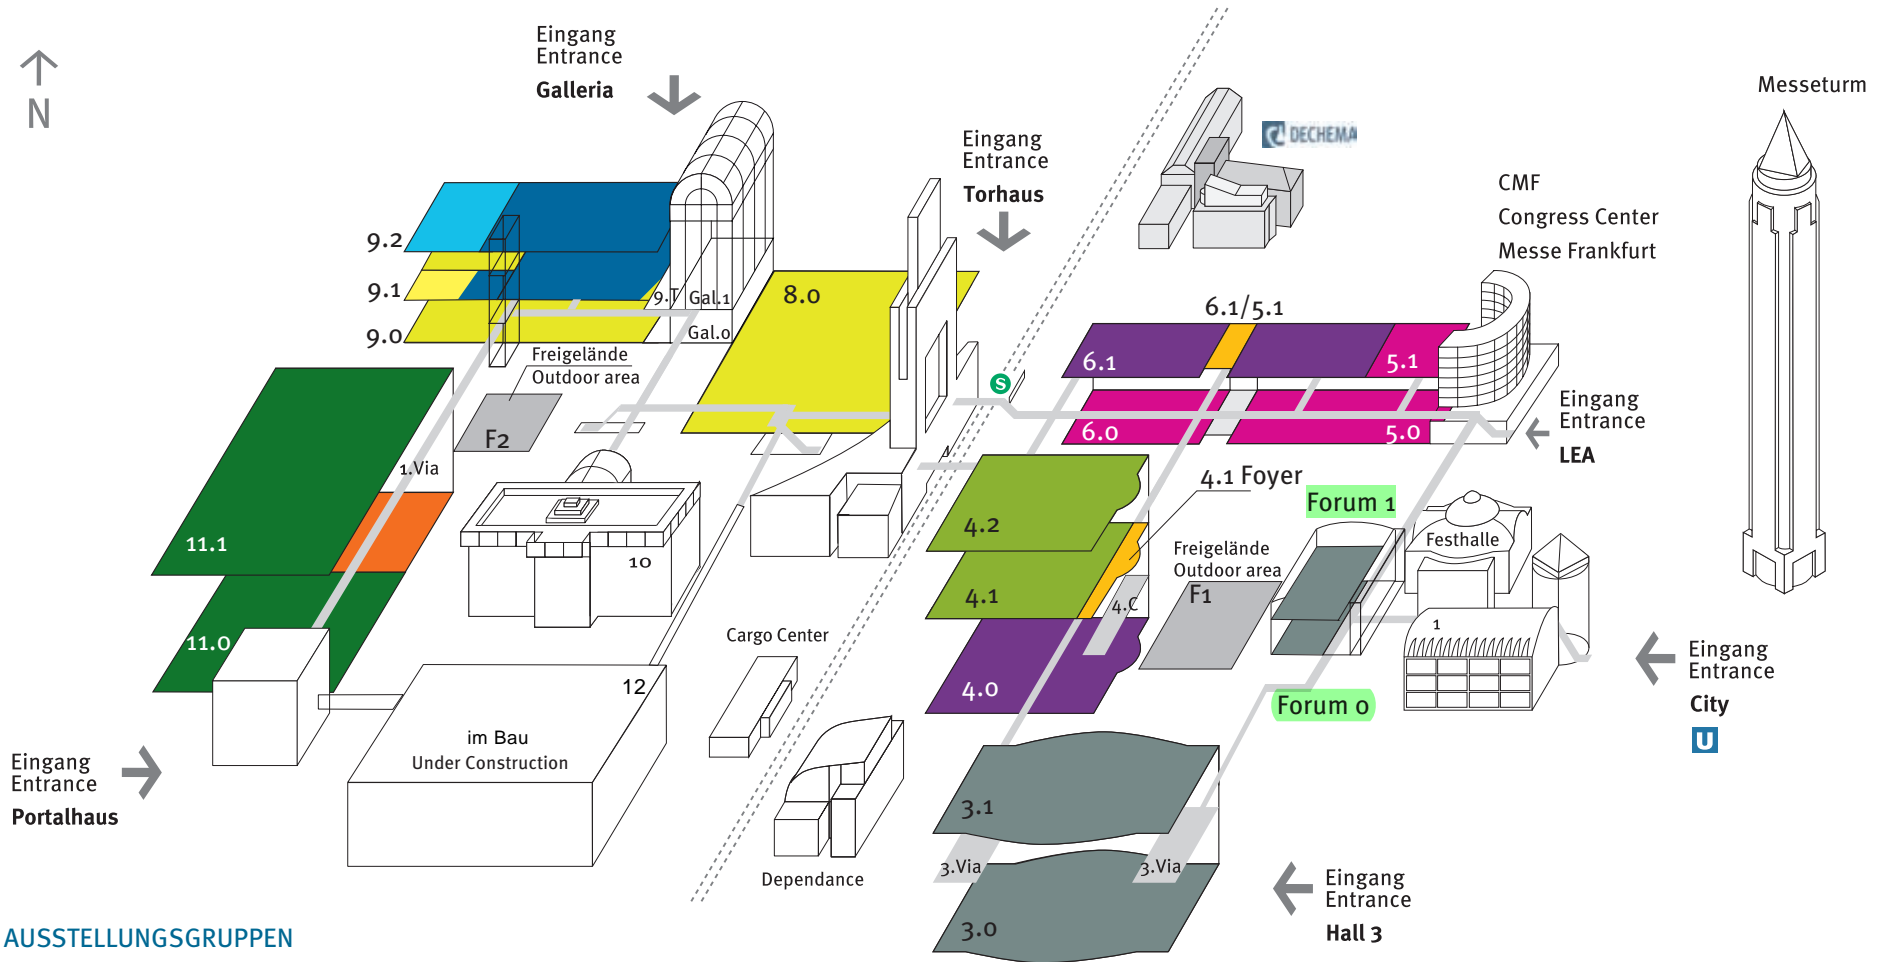 Eingang
Entrance
Galleria
N
Messeturm
DECHEMA
Eingang
Entrance
Torhaus
CMF
Congress Center
Messe Frankfurt
9.2
9.1
9.0
9.T
Gal.1
Gal.0
8.0
6.1/5.1
6.1
5.1
6.0
5.0
S
Freigelände
Outdoor area
F2
Eingang
Entrance
LEA
1.Via
11.1
11.0
10
4.2
4.1
4.0
4.1 Foyer
4.C
Forum 1
Festhalle
Freigelände
Outdoor area
F1
1
Forum 0
Cargo Center
12
im Bau
Under Construction
Eingang
Entrance
City
U
Eingang
Entrance
Portalhaus
3.1
3.Via
3.Via
3.0
Dependance
Eingang
Entrance
Hall 3
AUSSTELLUNGSGRUPPEN